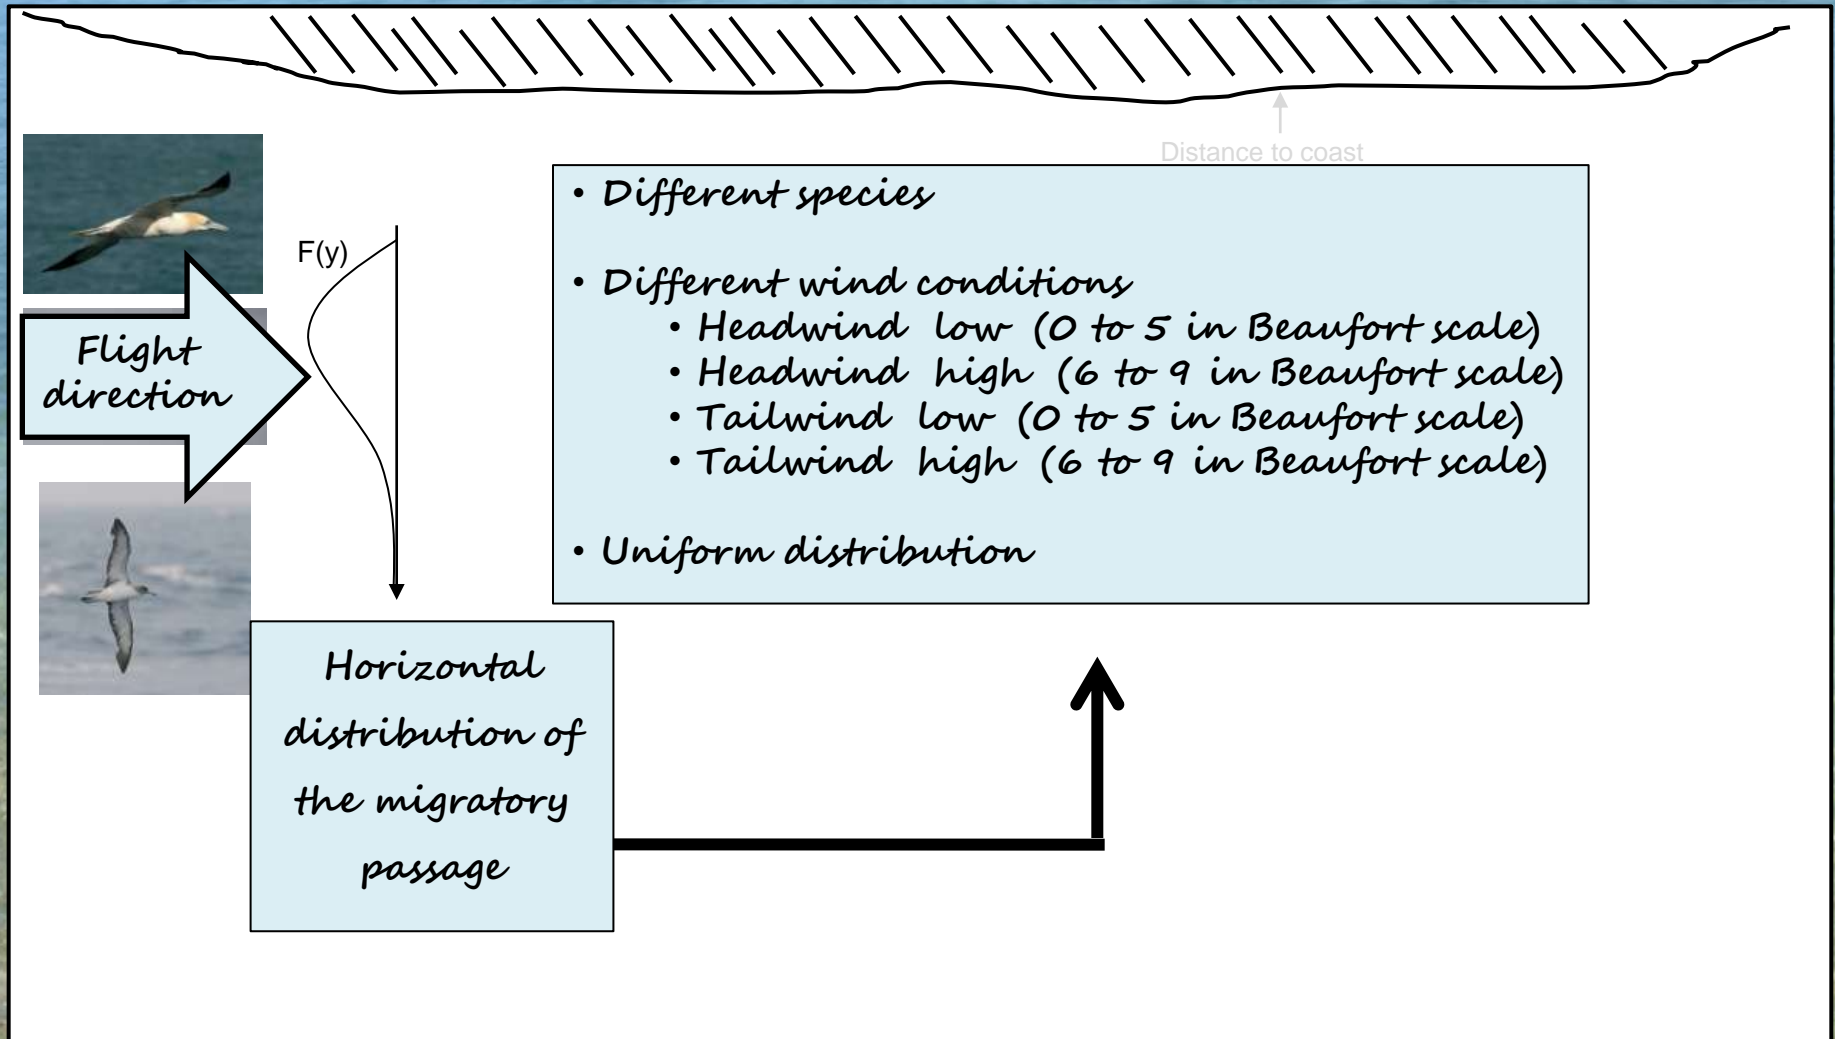 Distance to coast
F(y)
Flight
direction
• Different species
• Different wind conditions
• Headwind low (0 to 5 in Beaufort scale)
• Headwind high (6 to 9 in Beaufort scale)
• Tailwind low (0 to 5 in Beaufort scale)
• Tailwind high (6 to 9 in Beaufort scale)
• Uniform distribution
Horizontal
distribution of
the migratory
passage